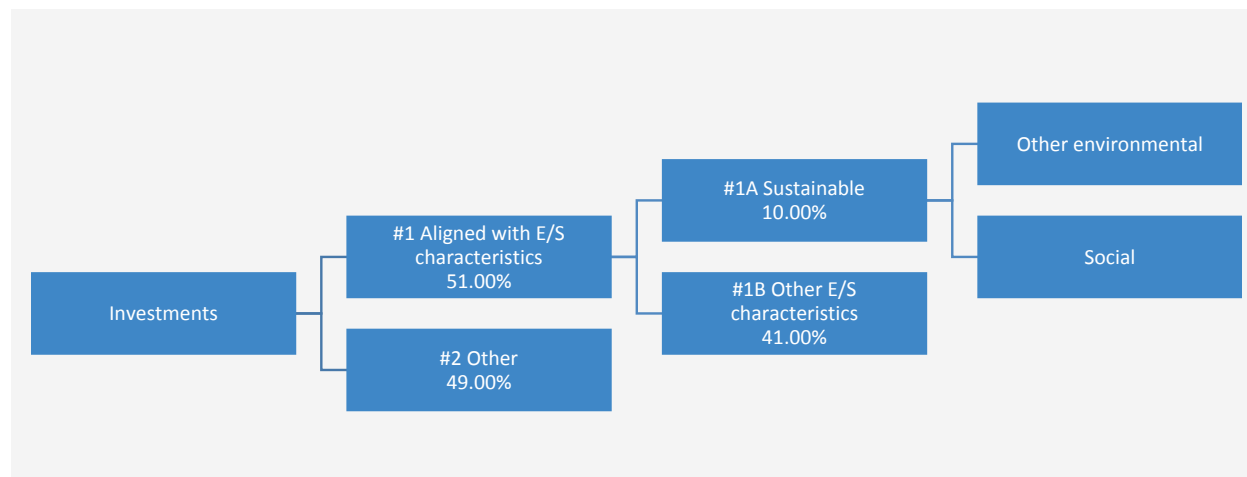 Investments
#1 Aligned with E/S
characteristics
51.00%
#2 Other
49.00%
#1A Sustainable
10.00%
#1B Other E/S
characteristics
41.00%
Other environmental
Social